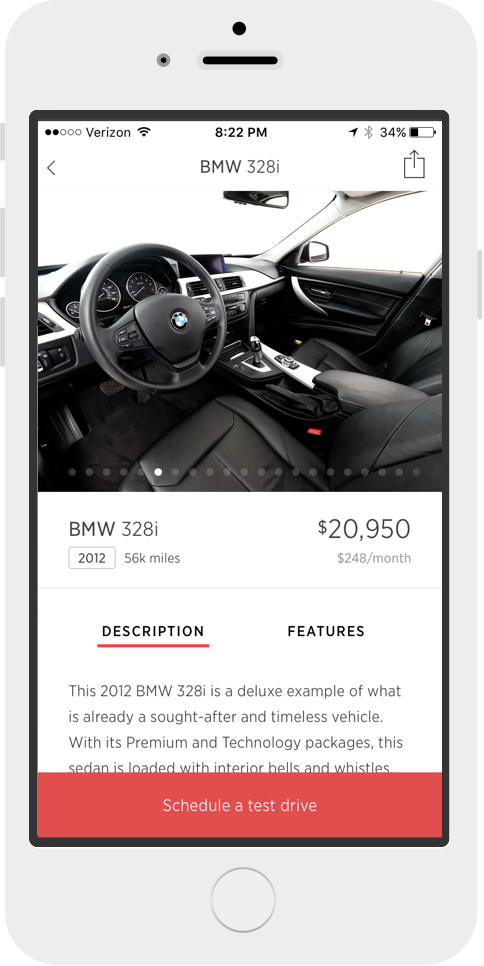 Verizon 8:22 PM 34%
BMW 328i
BMW 328i $20,950
2012 56k miles $248/month
DESCRIPTION FEATURES
This 2012 BMW 328i is a deluxe example of what
is already a sought-after and timeless vehicle.
With its Premium and Technology packages, this
sedan is loaded with interior bells and whistles.
Schedule a test drive